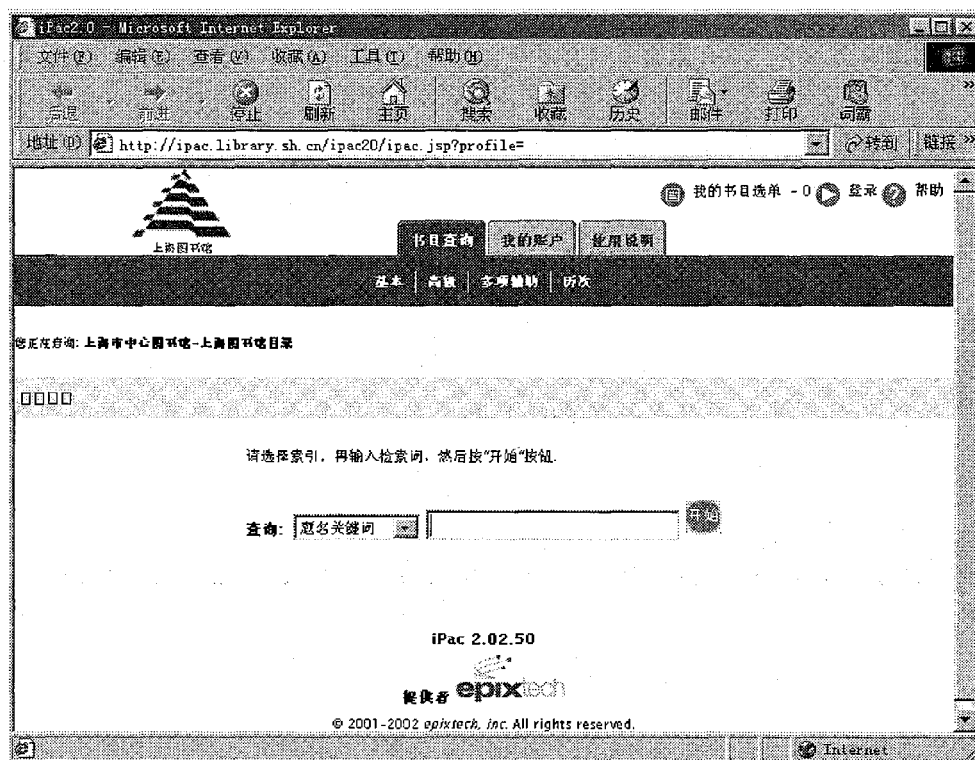 iPac2.0 - Microsoft Internet Explorer
文件(F) 编辑(E) 查看(V) 收藏(A) 工具(T) 帮助(H)
后退 前进 停止 刷新 主页 搜索 收藏 历史 邮件 打印 词霸
地址(D) http://ipac.library.sh.cn/ipac20/ipac.jsp?profile= 转到 链接 »
我的书目选单 - 0 登录 帮助
上海图书馆
书目查询 我的账户 使用说明
基本 | 高级 | 多项辅助 | 历次
您正在查询: 上海市中心图书馆-上海图书馆目录
□□□□
请选择索引，再输入检索词、然后按“开始”按钮.
查询: 题名关键词 开始
iPac 2.02.50
提供者 epixtech
© 2001-2002 epixtech, inc. All rights reserved.
Internet